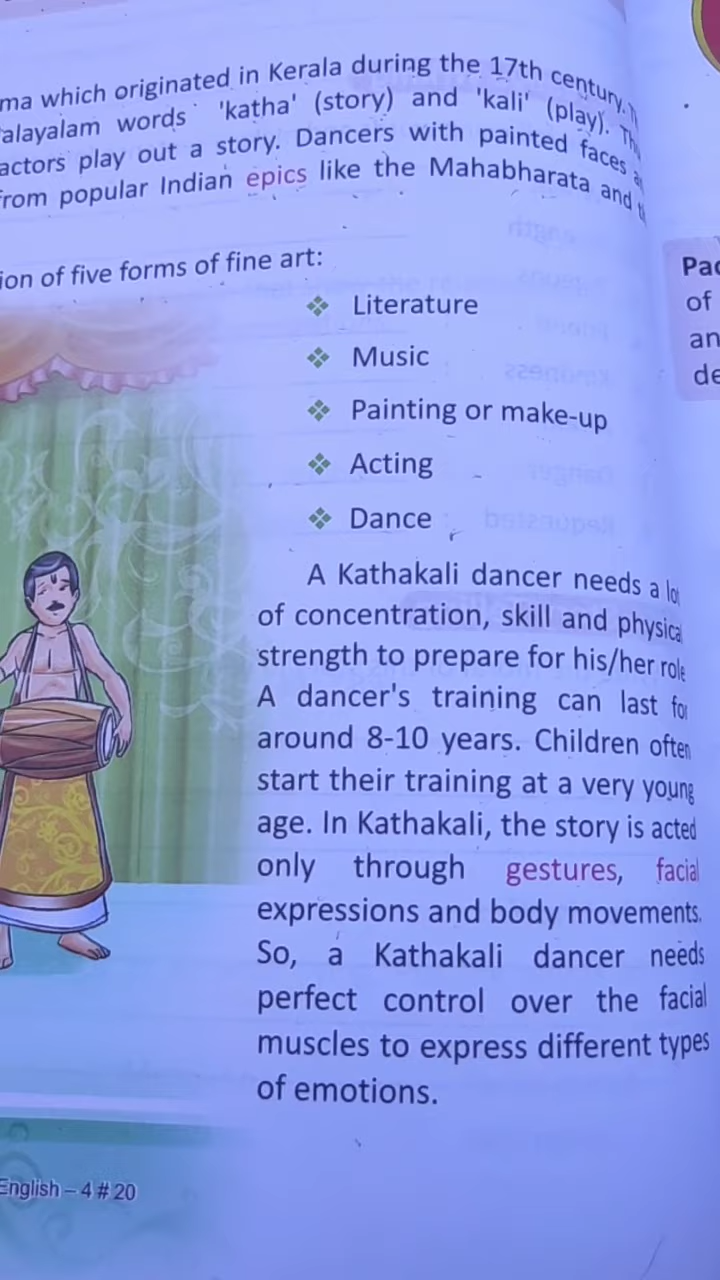 ma which originated in Kerala during the 17th century.
alayalam words 'katha' (story) and 'kali' (play).
actors play out a story. Dancers with painted faces
from popular Indian epics like the Mahabharata and
ion of five forms of fine art:
❖ Literature
❖ Music
❖ Painting or make-up
❖ Acting
❖ Dance
A Kathakali dancer needs a lot
of concentration, skill and physical
strength to prepare for his/her role
A dancer's training can last for
around 8-10 years. Children often
start their training at a very young
age. In Kathakali, the story is acted
only through gestures, facial
expressions and body movements.
So, a Kathakali dancer needs
perfect control over the facial
muscles to express different types
of emotions.
English – 4 # 20
Pac
of
an
de